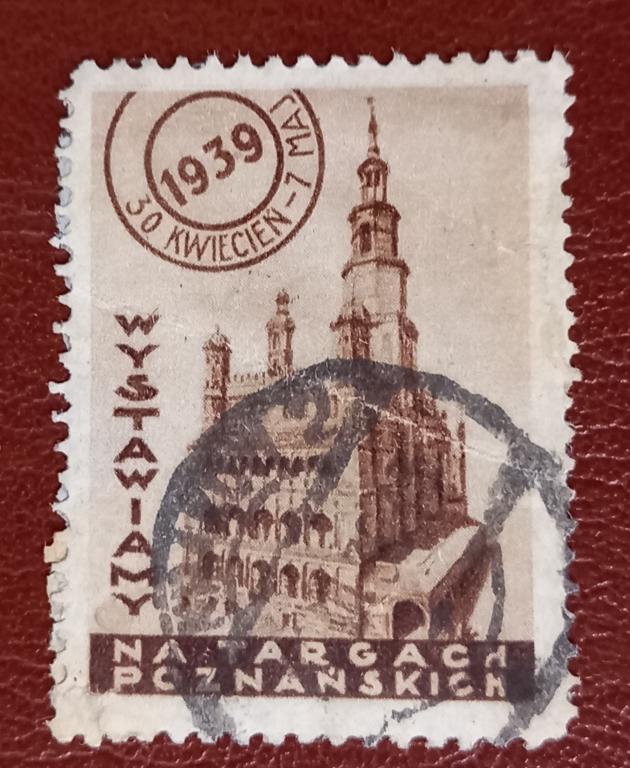 1939
30 KWIECIEŃ - 7 MAJ
WYSTAWIAMY
NA TARGACH
POZNAŃSKICH